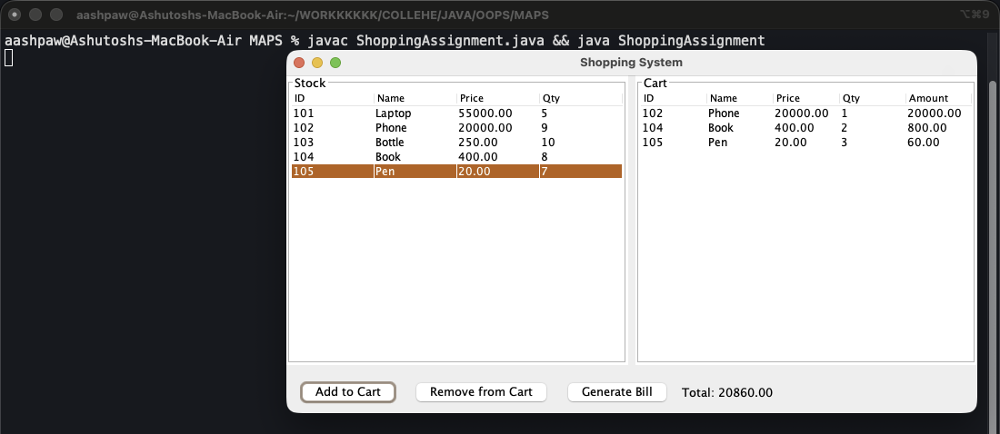 aashpaw@Ashutoshs-MacBook-Air:~/WORKKKKKK/COLLEHE/JAVA/OOPS/MAPS ⌥⌘9
aashpaw@Ashutoshs-MacBook-Air MAPS % javac ShoppingAssignment.java && java ShoppingAssignment
Shopping System
Stock
ID Name Price Qty
101 Laptop 55000.00 5
102 Phone 20000.00 9
103 Bottle 250.00 10
104 Book 400.00 8
105 Pen 20.00 7
Cart
ID Name Price Qty Amount
102 Phone 20000.00 1 20000.00
104 Book 400.00 2 800.00
105 Pen 20.00 3 60.00
Add to Cart Remove from Cart Generate Bill Total: 20860.00